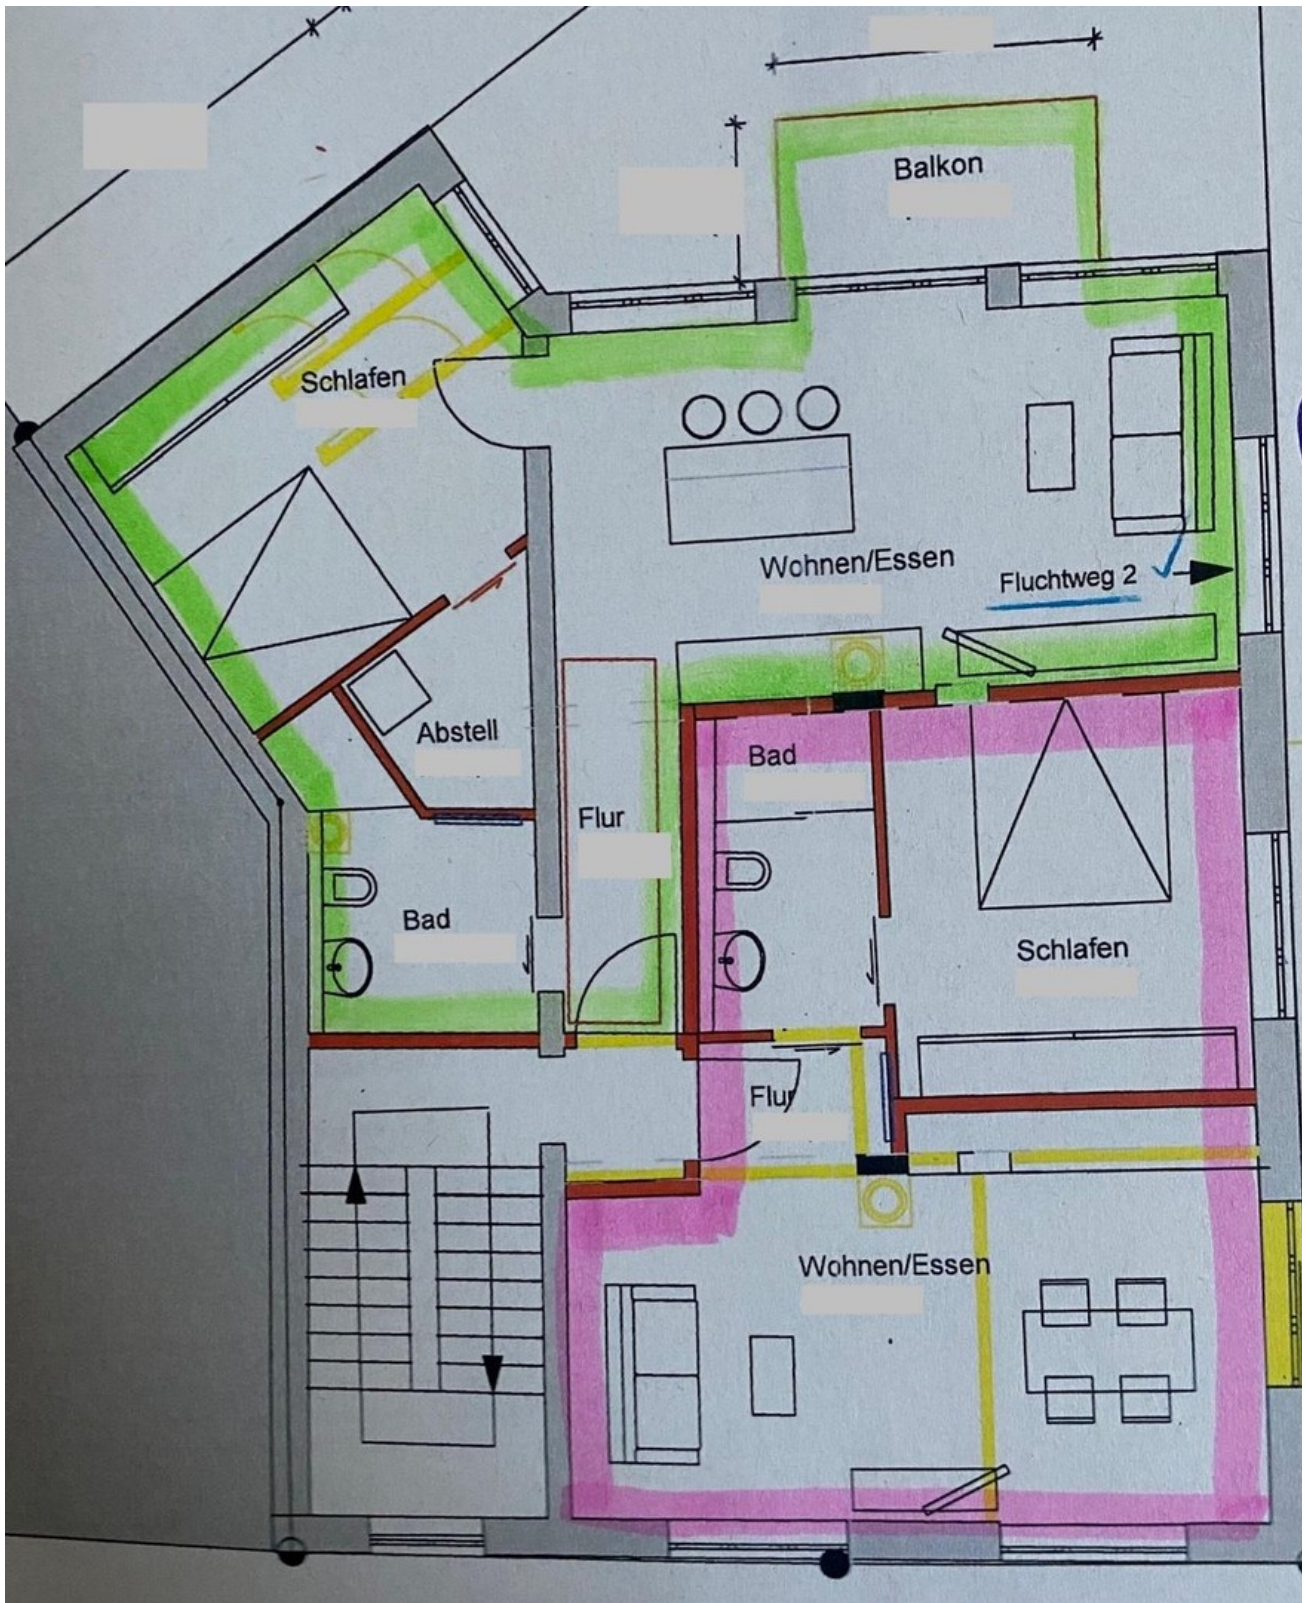 Balkon
Schlafen
Wohnen/Essen
Fluchtweg 2
Abstell
Bad
Flur
Bad
Schlafen
Flur
Wohnen/Essen